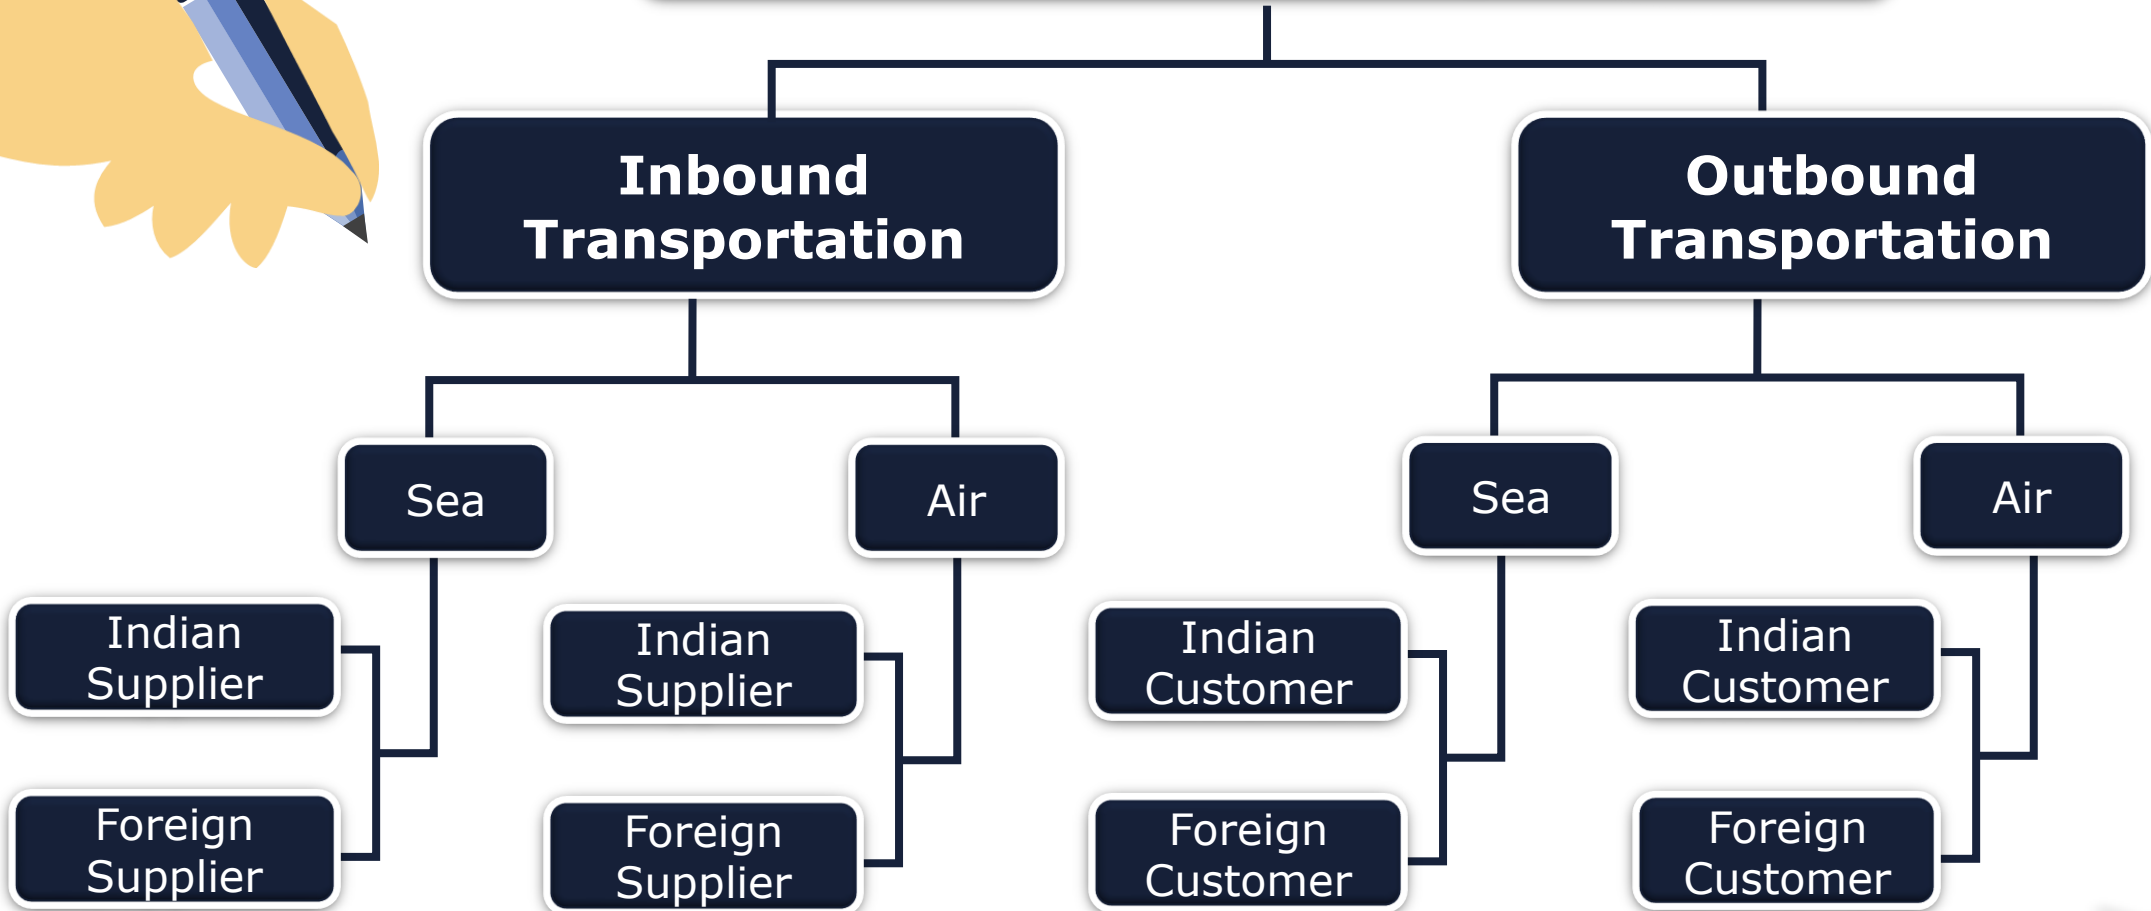 Inbound
Transportation
Outbound
Transportation
Sea
Air
Sea
Air
Indian
Supplier
Indian
Supplier
Indian
Customer
Indian
Customer
Foreign
Supplier
Foreign
Supplier
Foreign
Customer
Foreign
Customer